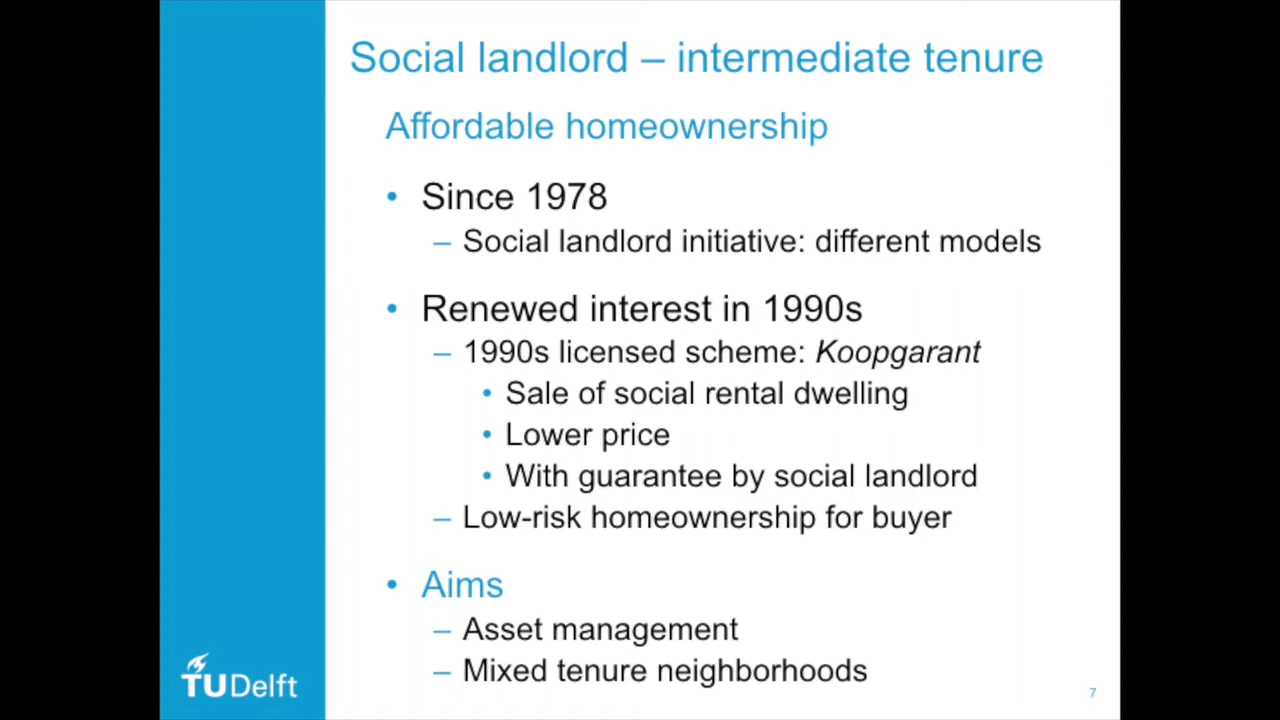 Social landlord – intermediate tenure
Affordable homeownership
• Since 1978
– Social landlord initiative: different models
• Renewed interest in 1990s
– 1990s licensed scheme: Koopgarant
• Sale of social rental dwelling
• Lower price
• With guarantee by social landlord
– Low-risk homeownership for buyer
• Aims
– Asset management
– Mixed tenure neighborhoods
TU Delft
7